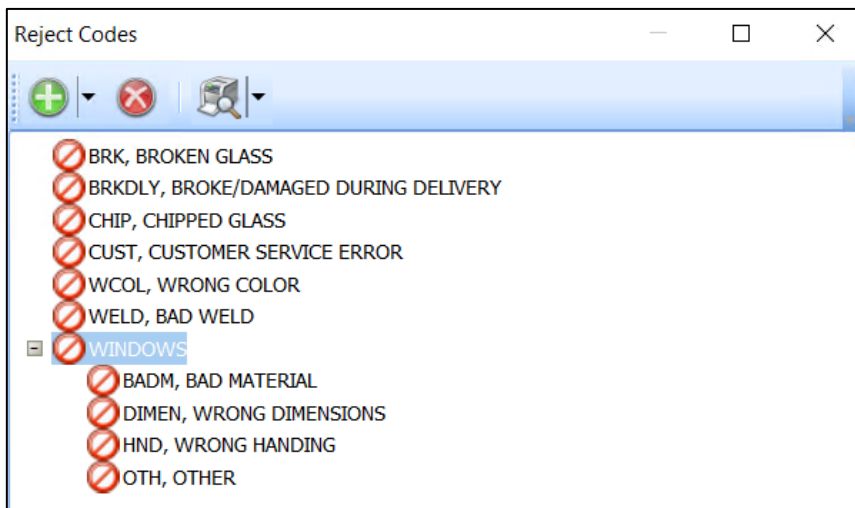 Reject Codes
BRK, BROKEN GLASS
BRKDLY, BROKE/DAMAGED DURING DELIVERY
CHIP, CHIPPED GLASS
CUST, CUSTOMER SERVICE ERROR
WCOL, WRONG COLOR
WELD, BAD WELD
WINDOWS
BADM, BAD MATERIAL
DIMEN, WRONG DIMENSIONS
HND, WRONG HANDING
OTH, OTHER